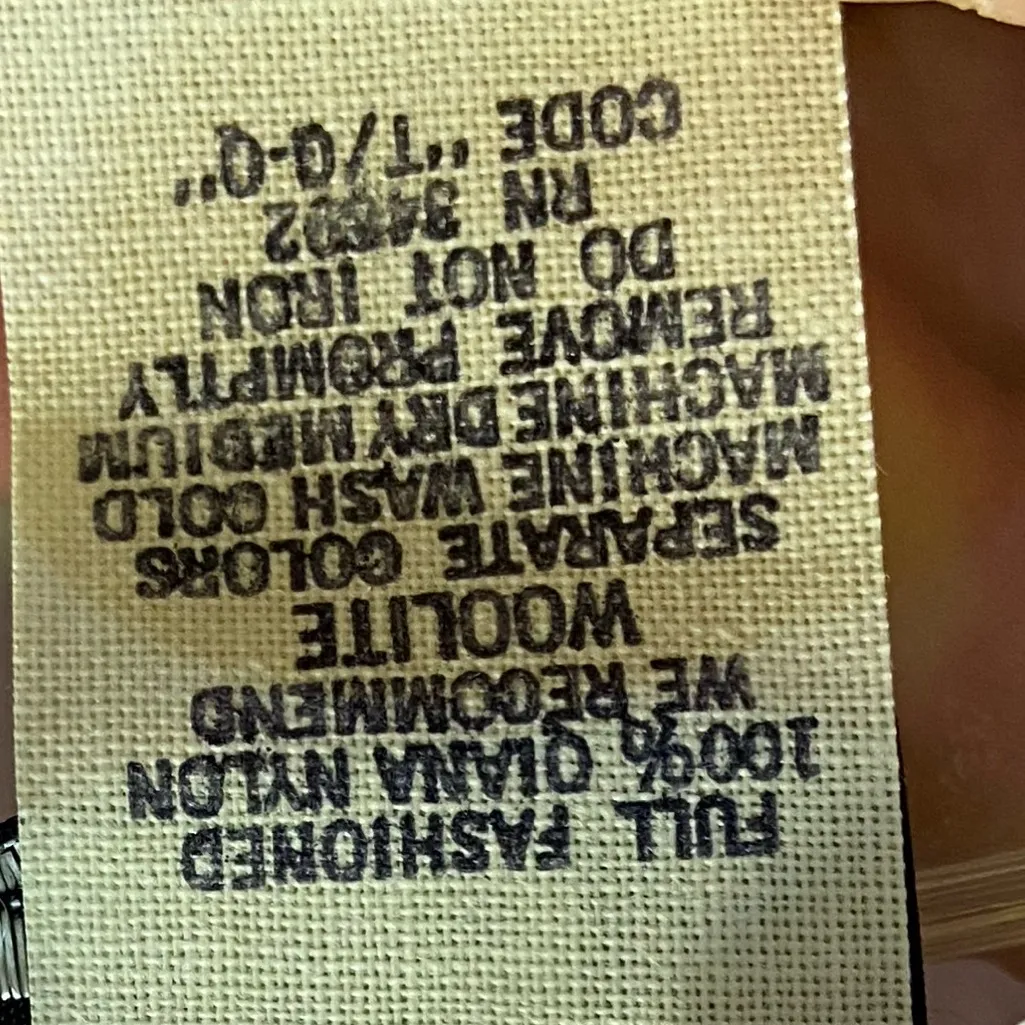 FULL FASHIONED
100% QIANA NYLON
WE RECOMMEND
WOOLITE
SEPARATE COLORS
MACHINE WASH COLD
MACHINE DRY MEDIUM
REMOVE PROMPTLY
DO NOT IRON
RN
CODE "T/Q-Q"